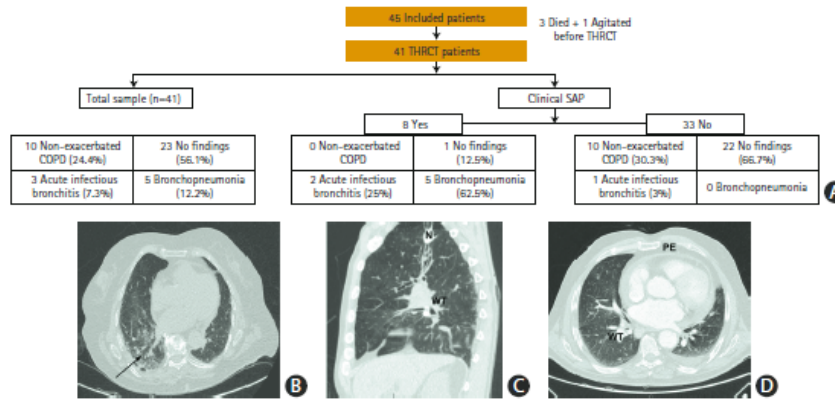 45 Included patients
3 Died + 1 Agitated
before THRCT
41 THRCT patients
Total sample (n=41)
Clinical SAP
8 Yes
33 No
10 Non-exacerbated
COPD (24.4%)
23 No findings
(56.1%)
3 Acute infectious
bronchitis (7.3%)
5 Bronchopneumonia
(12.2%)
0 Non-exacerbated
COPD
1 No findings
(12.5%)
2 Acute infectious
bronchitis (25%)
5 Bronchopneumonia
(62.5%)
10 Non-exacerbated
COPD (30.3%)
22 No findings
(66.7%)
1 Acute infectious
bronchitis (3%)
0 Bronchopneumonia
A
N
WT
PE
WT
B
C
D